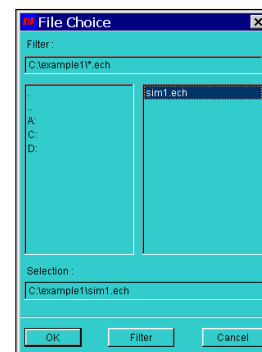 File Choice
Filter :
C:\example1\*.ech
.
..
A:
C:
D:
sim1.ech
Selection :
C:\example1\sim1.ech
OK
Filter
Cancel